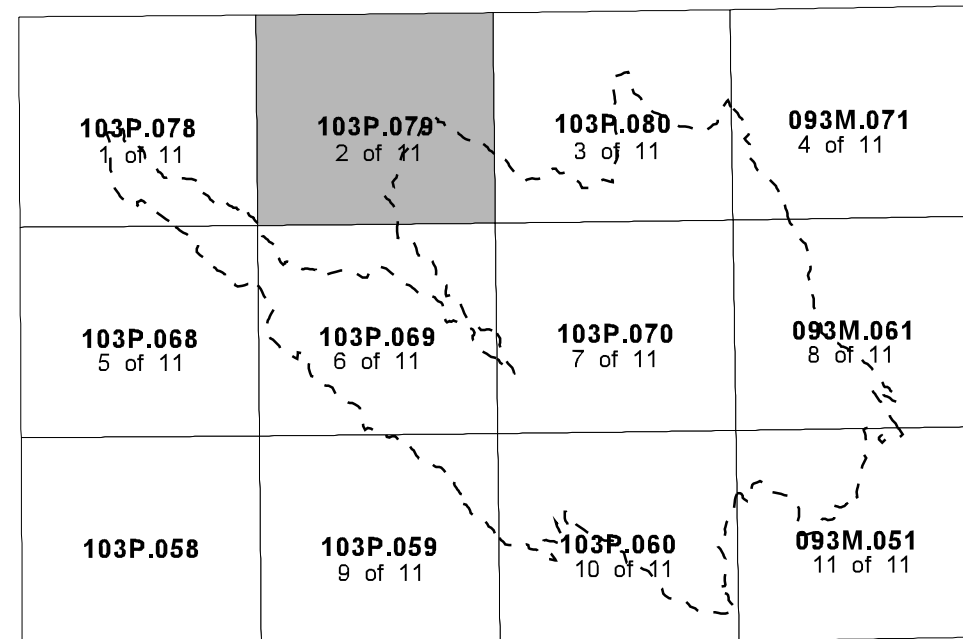 103P.078
1 of 11
103P.079
2 of 11
103P.080
3 of 11
093M.071
4 of 11
103P.068
5 of 11
103P.069
6 of 11
103P.070
7 of 11
093M.061
8 of 11
103P.058
103P.059
9 of 11
103P.060
10 of 11
093M.051
11 of 11